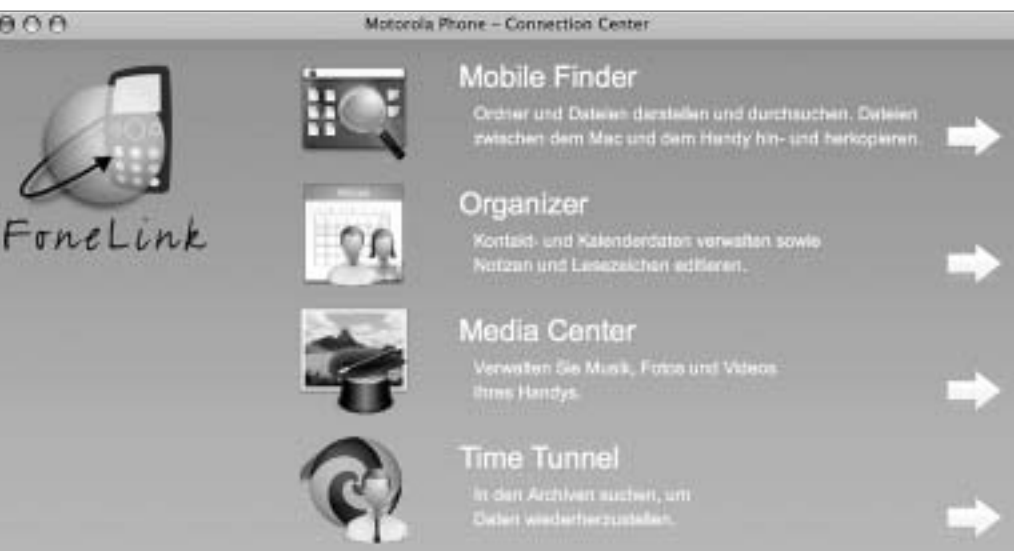 Motorola Phone – Connection Center
FoneLink
Mobile Finder
Ordner und Dateien darstellen und durchsuchen. Dateien
zwischen dem Mac und dem Handy hin- und herkopieren.
Organizer
Kontakt- und Kalenderdaten verwalten sowie
Notizen und Lesezeichen editieren.
Media Center
Verwalten Sie Musik, Fotos und Videos
Ihres Handys.
Time Tunnel
In den Archiven suchen, um
Daten wiederherzustellen.